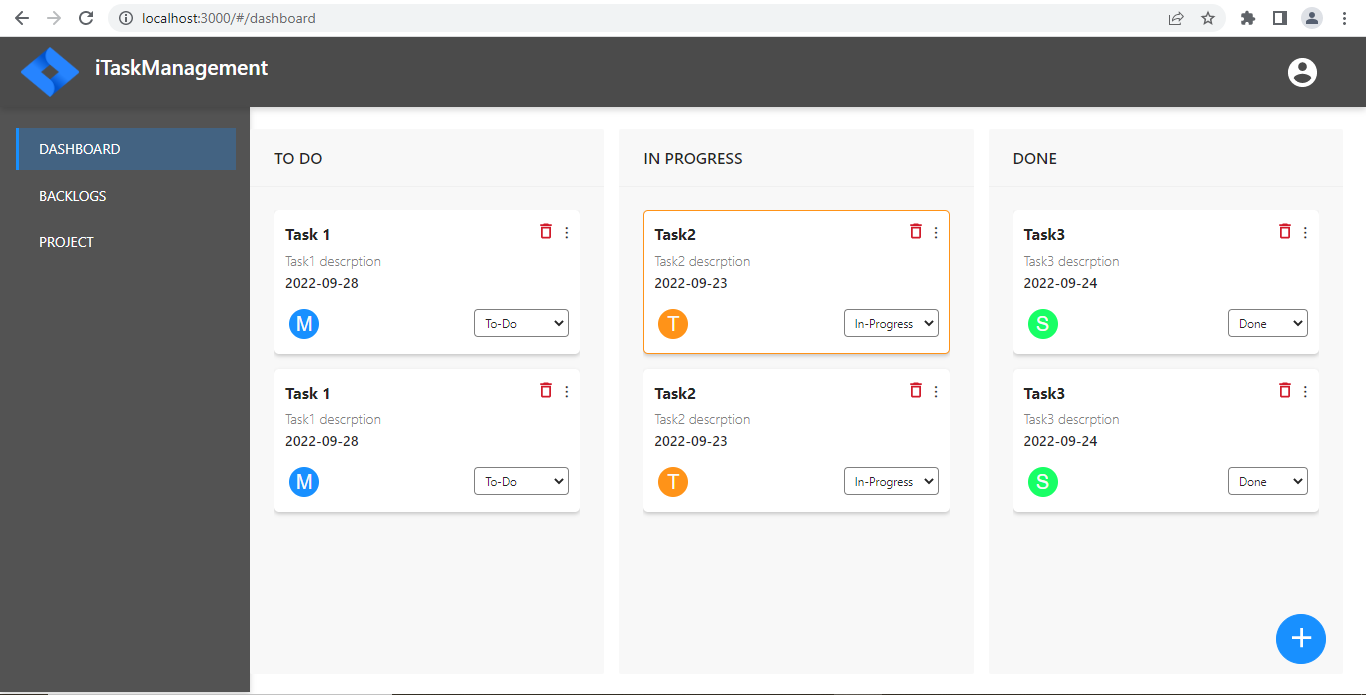 localhost:3000/#/dashboard
iTaskManagement
DASHBOARD
BACKLOGS
PROJECT
TO DO
Task 1
Task1 descrption
2022-09-28
M
To-Do
Task 1
Task1 descrption
2022-09-28
M
To-Do
IN PROGRESS
Task2
Task2 descrption
2022-09-23
T
In-Progress
Task2
Task2 descrption
2022-09-23
T
In-Progress
DONE
Task3
Task3 descrption
2022-09-24
S
Done
Task3
Task3 descrption
2022-09-24
S
Done